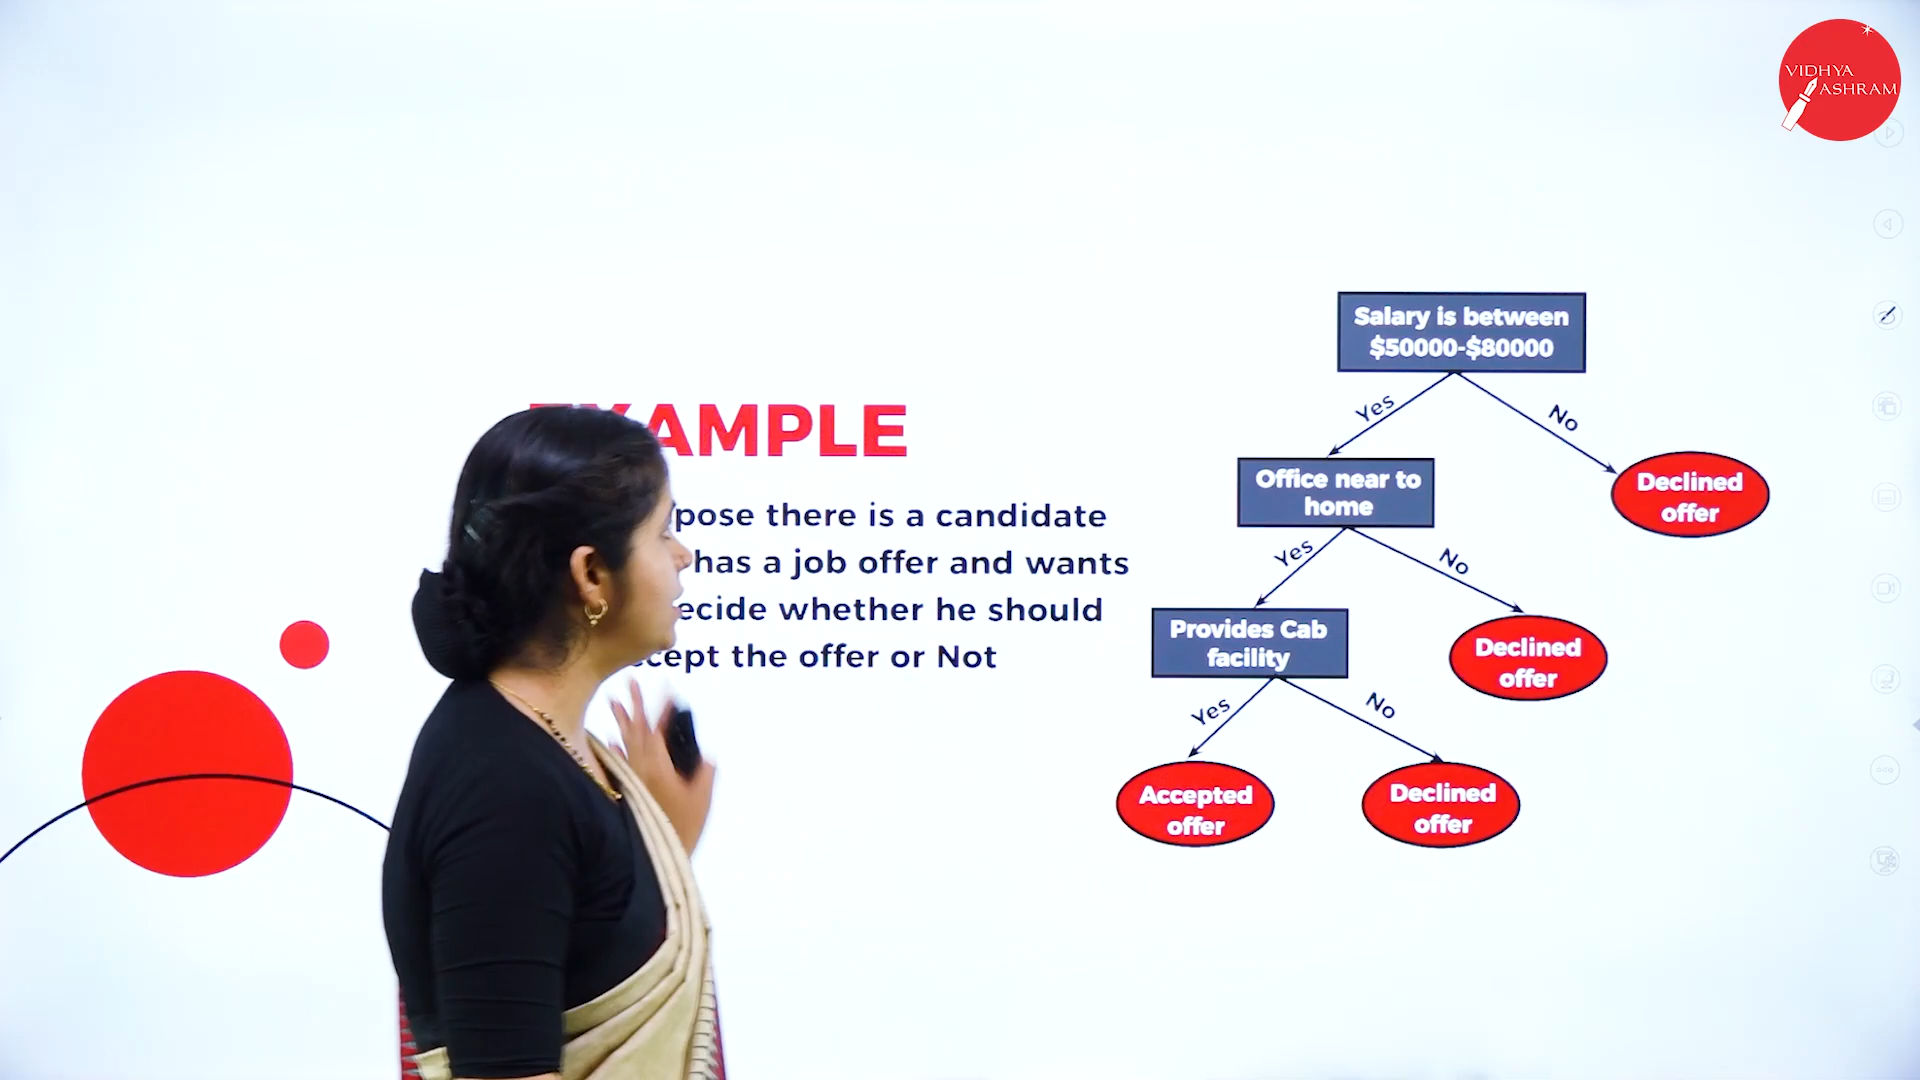 VIDHYA
ASHRAM
EXAMPLE
pose there is a candidate
has a job offer and wants
ecide whether he should
cept the offer or Not
Salary is between
$50000-$80000
Yes
No
Office near to
home
Declined
offer
Yes
No
Provides Cab
facility
Declined
offer
Yes
No
Accepted
offer
Declined
offer